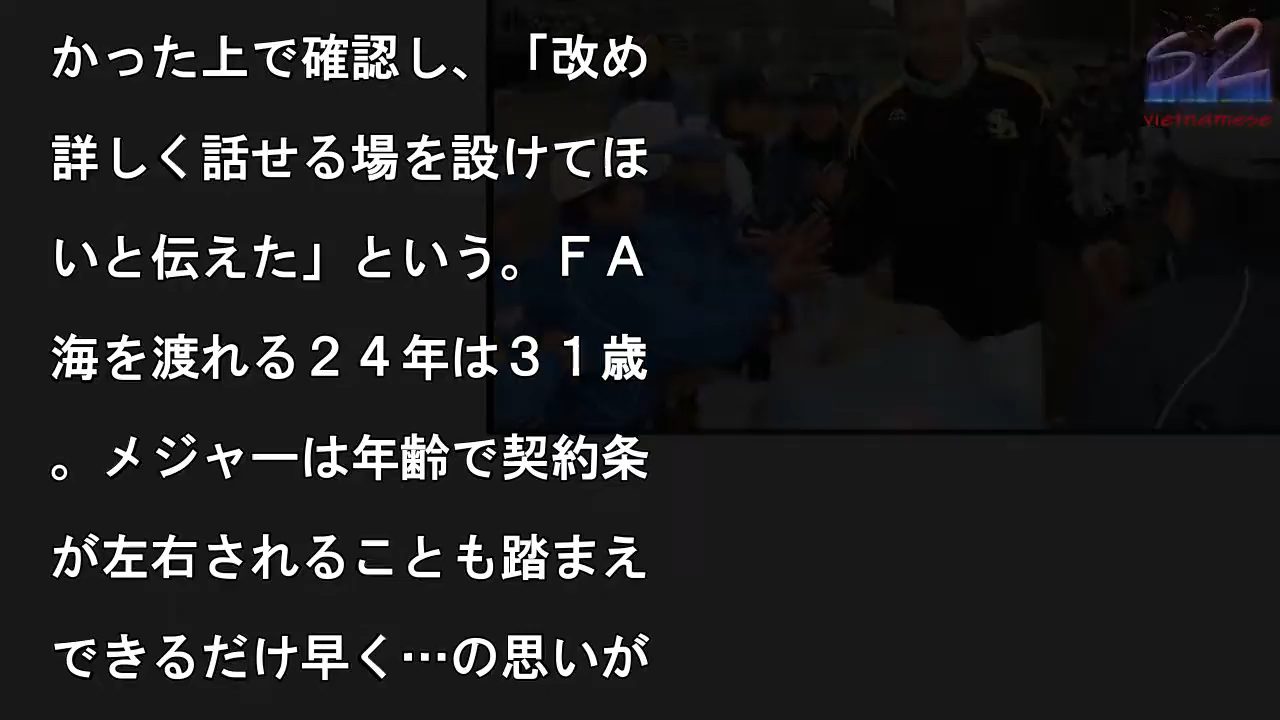 かった上で確認し、「改め
詳しく話せる場を設けてほ
いと伝えた」という。ＦＡ
海を渡れる２４年は３１歳
。メジャーは年齢で契約条
が左右されることも踏まえ
できるだけ早く…の思いが
S2
vietnamese